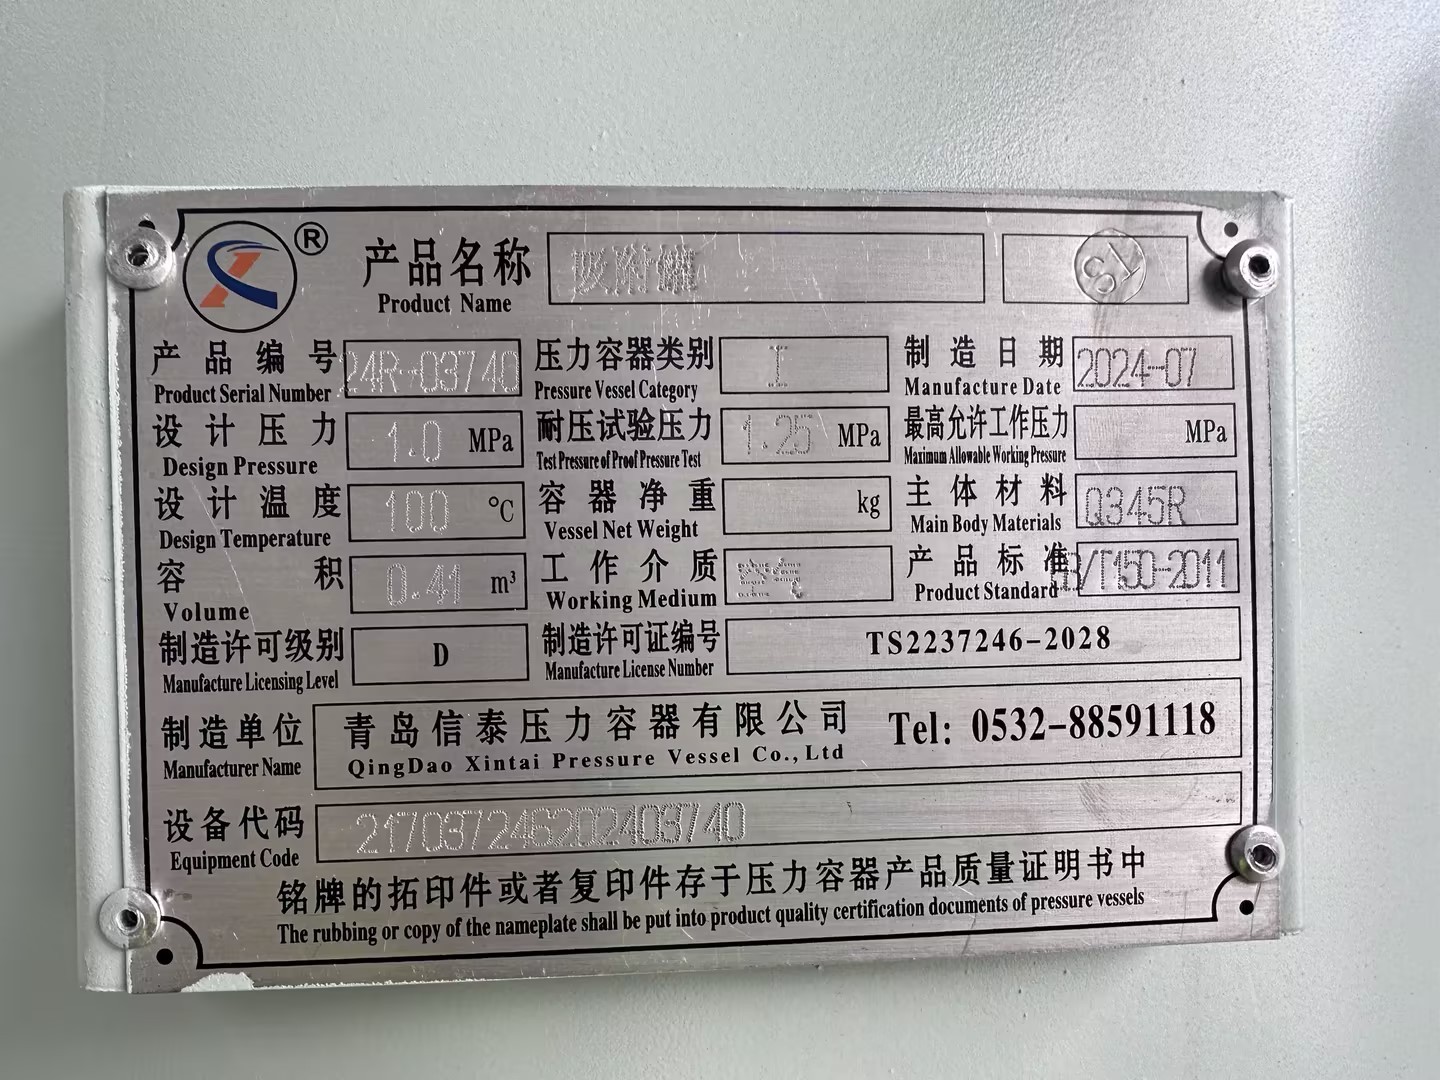 ®
产品名称 吸附罐
Product Name
SY
产品编号 24R-03740 压力容器类别 I 制造日期 2024-07
Product Serial Number Pressure Vessel Category Manufacture Date
设计压力 1.0 MPa 耐压试验压力 1.25 MPa 最高允许工作压力 MPa
Design Pressure Test Pressure of Proof Pressure Test Maximum Allowable Working Pressure
设计温度 100 ℃ 容器净重 kg 主体材料 Q345R
Design Temperature Vessel Net Weight Main Body Materials
容积 0.41 m³ 工作介质 产品标准 GB/T150-2011
Volume Working Medium Product Standard
制造许可级别 D 制造许可证编号 TS2237246-2028
Manufacture Licensing Level Manufacture License Number
制造单位 青岛信泰压力容器有限公司 Tel: 0532-88591118
Manufacturer Name QingDao Xintai Pressure Vessel Co., Ltd
设备代码 217037246202403740
Equipment Code
铭牌的拓印件或者复印件存于压力容器产品质量证明书中
The rubbing or copy of the nameplate shall be put into product quality certification documents of pressure vessels